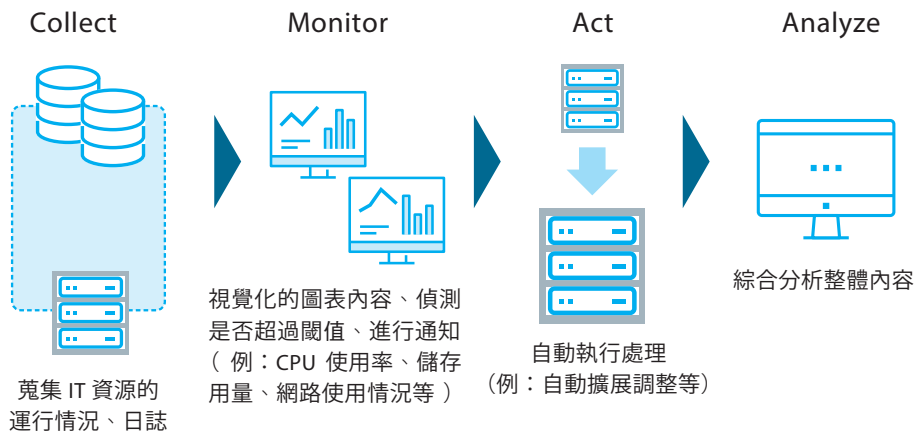 Collect
Monitor
Act
Analyze
蒐集 IT 資源的
運行情況、日誌
視覺化的圖表內容、偵測
是否超過閾值、進行通知
（ 例：CPU 使用率、儲存
用量、網路使用情況等 ）
自動執行處理
（例：自動擴展調整等）
綜合分析整體內容